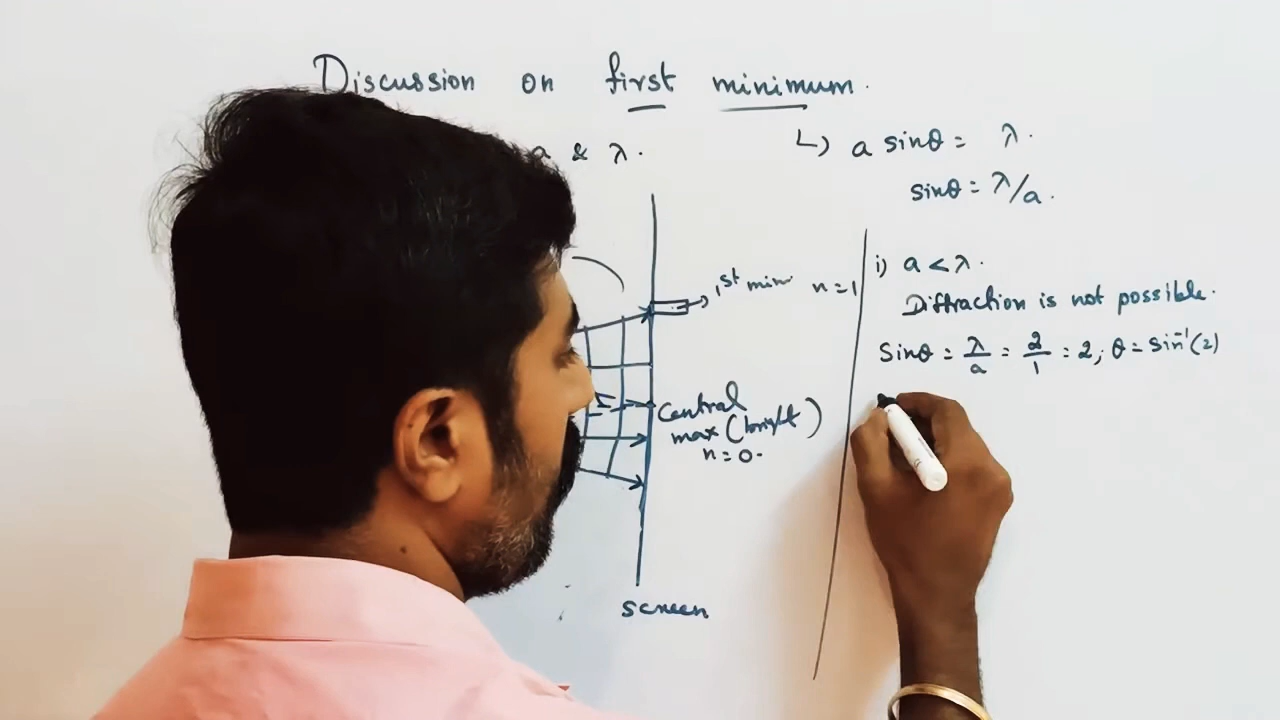 Discussion on first minimum.
a & λ.
↳ a sinθ = λ.
sinθ = λ/a.
1st min n=1
Central
max (bright)
n=0.
screen
i) a < λ.
Diffraction is not possible.
Sinθ = λ/a = 2/1 = 2; θ = Sin⁻¹(2)